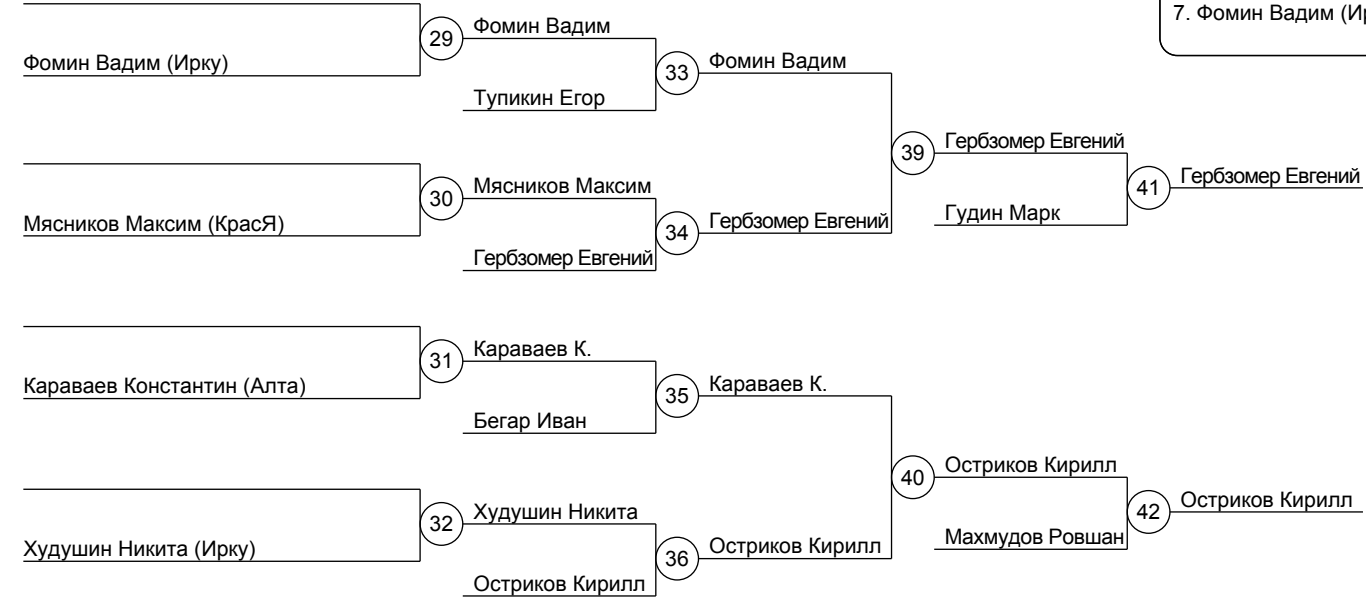 7. Фомин Вадим
29
Фомин Вадим
Фомин Вадим (Ирку)
33
Фомин Вадим
Тупикин Егор
39
Гербзомер Евгений
30
Мясников Максим
41
Гербзомер Евгений
Мясников Максим (КрасЯ)
34
Гербзомер Евгений
Гудин Марк
Гербзомер Евгений
31
Караваев К.
Караваев Константин (Алта)
35
Караваев К.
Бегар Иван
40
Остриков Кирилл
32
Худушин Никита
42
Остриков Кирилл
Худушин Никита (Ирку)
36
Остриков Кирилл
Махмудов Ровшан
Остриков Кирилл